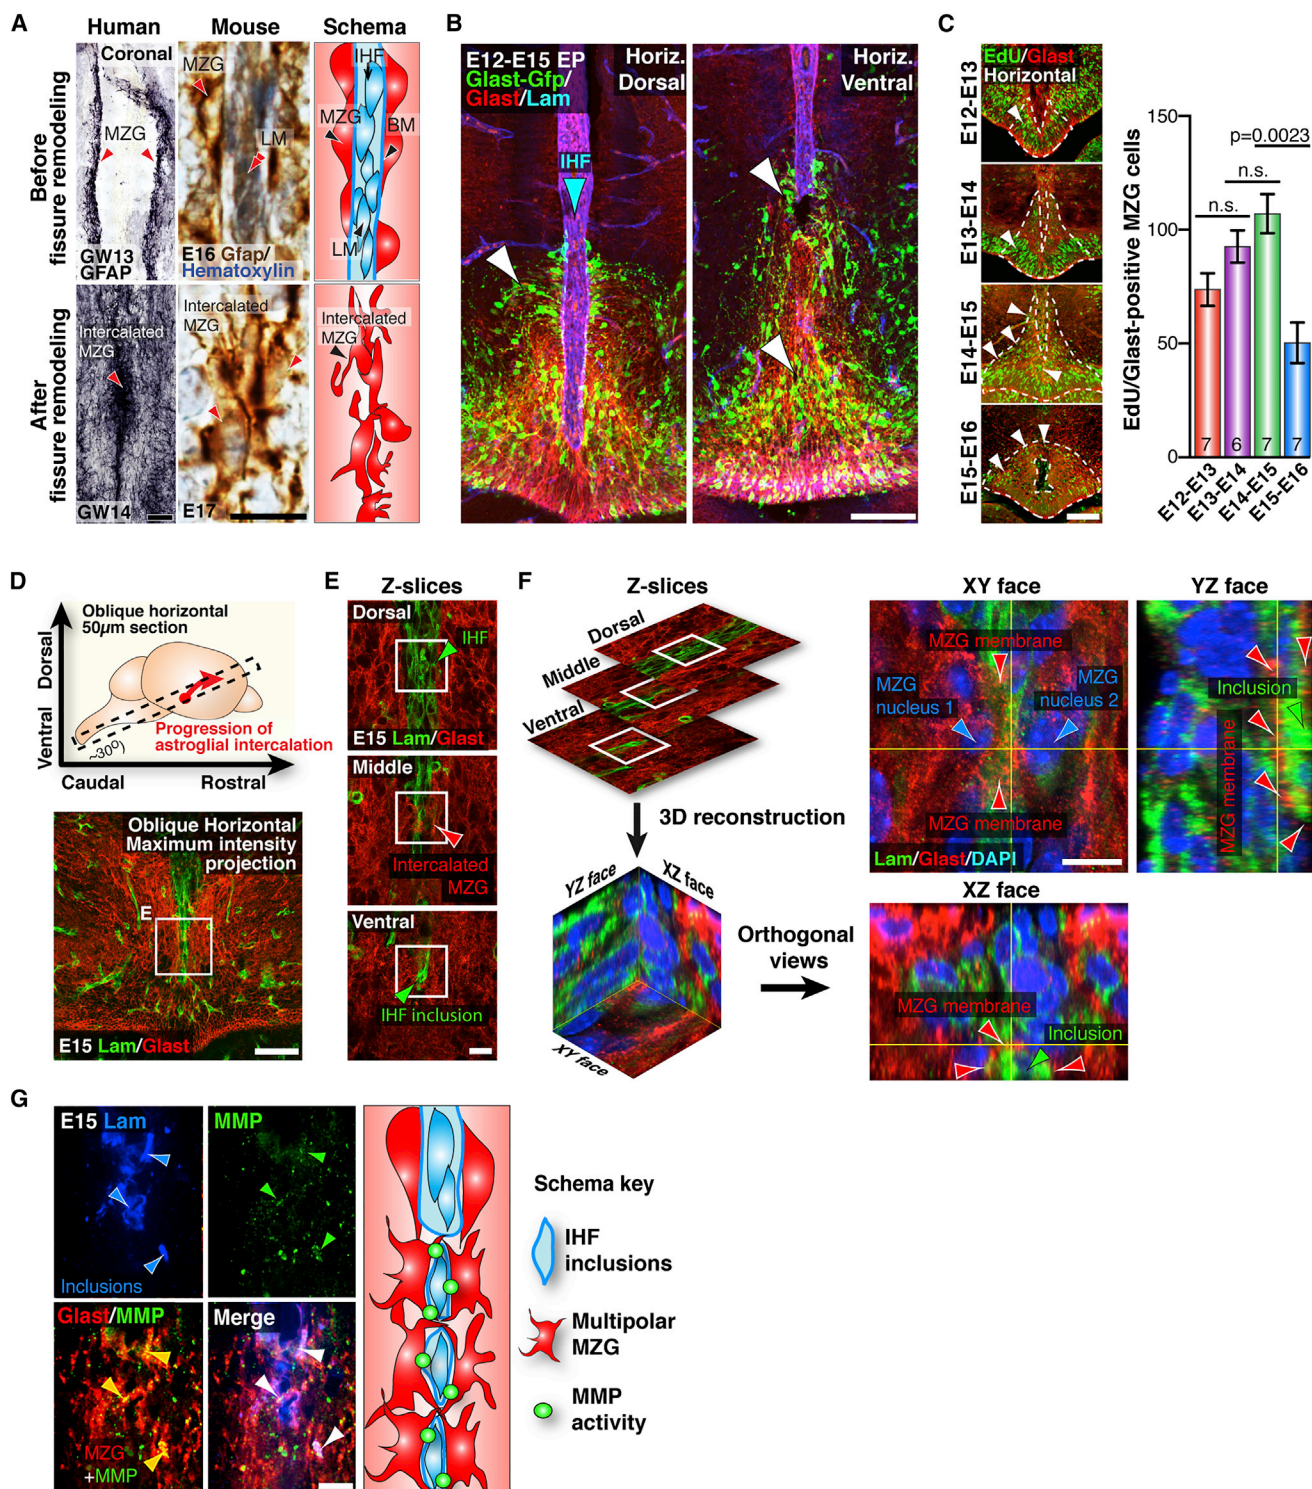 A
Human
Mouse
Schema
Before
fissure remodeling
After
fissure remodeling
Coronal
MZG
GW13
GFAP
MZG
LM
E16 Gfap/
Hematoxylin
IHF
MZG
BM
LM
Intercalated
MZG
GW14
Intercalated
MZG
E17
Intercalated
MZG
B
E12-E15 EP
Glast-Gfp/
Glast/Lam
Horiz.
Dorsal
IHF
Horiz.
Ventral
C
EdU/Glast
Horizontal
E12-E13
E13-E14
E14-E15
E15-E16
EdU/Glast-positive MZG cells
150
100
50
0
p=0.0023
n.s.
n.s.
7
6
7
7
E12-E13
E13-E14
E14-E15
E15-E16
D
Oblique horizontal
50µm section
Dorsal
Ventral
Progression of
astroglial intercalation
~30º)
Caudal
Rostral
Oblique Horizontal
Maximum intensity
projection
E
E15 Lam/Glast
E
Z-slices
Dorsal
IHF
E15 Lam/Glast
Middle
Intercalated
MZG
Ventral
IHF inclusion
F
Z-slices
Dorsal
Middle
Ventral
3D reconstruction
YZ face
XZ face
XY face
Orthogonal
views
XY face
MZG membrane
MZG
nucleus 1
MZG
nucleus 2
MZG membrane
Lam/Glast/DAPI
YZ face
Inclusion
MZG membrane
XZ face
MZG membrane
Inclusion
G
E15 Lam
Inclusions
MMP
Glast/MMP
MZG
+MMP
Merge
Schema key
IHF
inclusions
Multipolar
MZG
MMP
activity